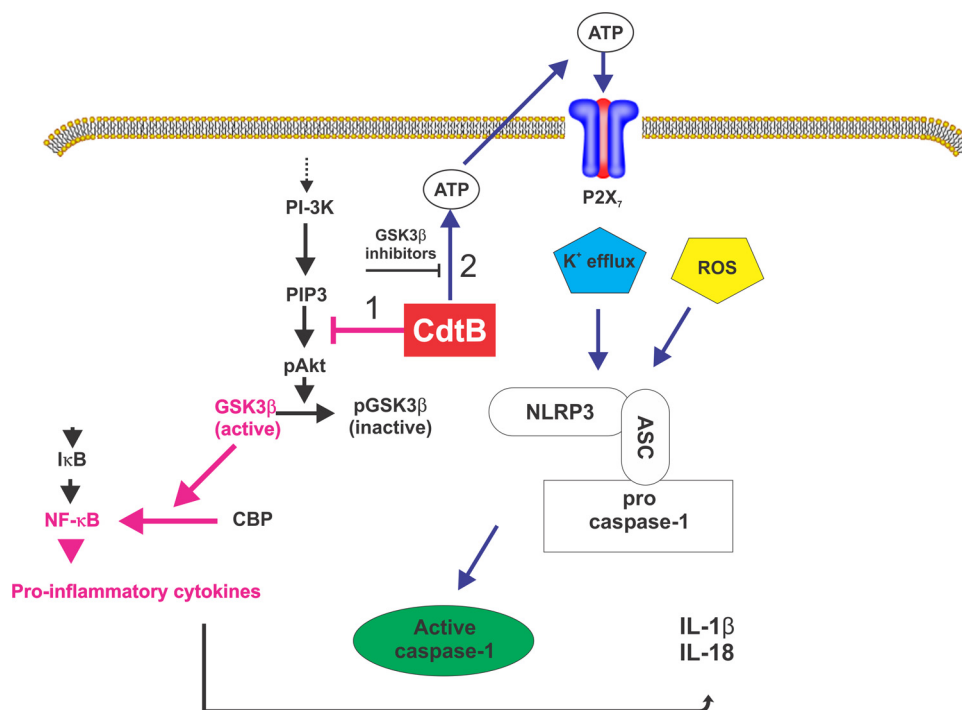 ATP
ATP
P2X₇
PI-3K
GSK3β
inhibitors
2
K⁺ efflux
ROS
PIP3
1
CdtB
pAkt
GSK3β
(active)
pGSK3β
(inactive)
NLRP3
ASC
IκB
pro
caspase-1
NF-κB
CBP
Pro-inflammatory cytokines
Active
caspase-1
IL-1β
IL-18